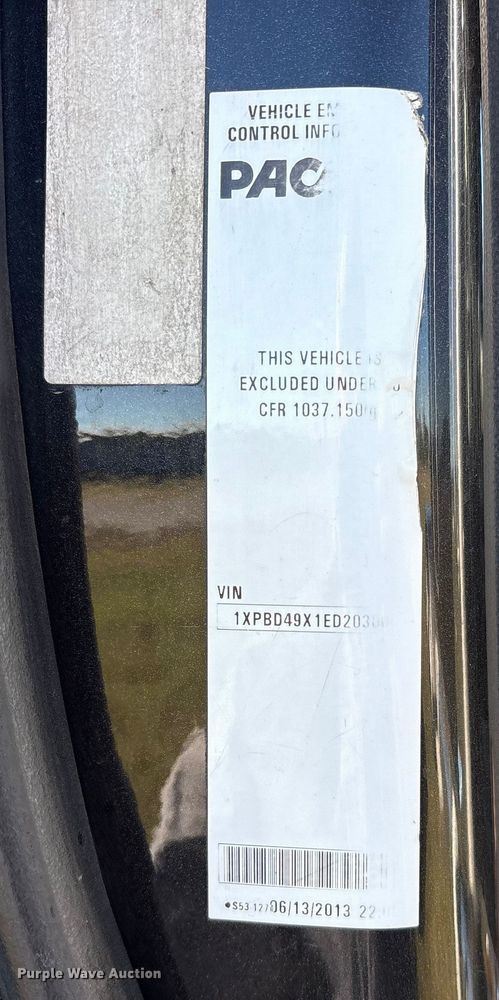 VEHICLE EM
CONTROL INFO
PAC
THIS VEHICLE IS
EXCLUDED UNDER
CFR 1037.150
VIN
1XPBD49X1ED203
06/13/2013 22
Purple Wave Auction